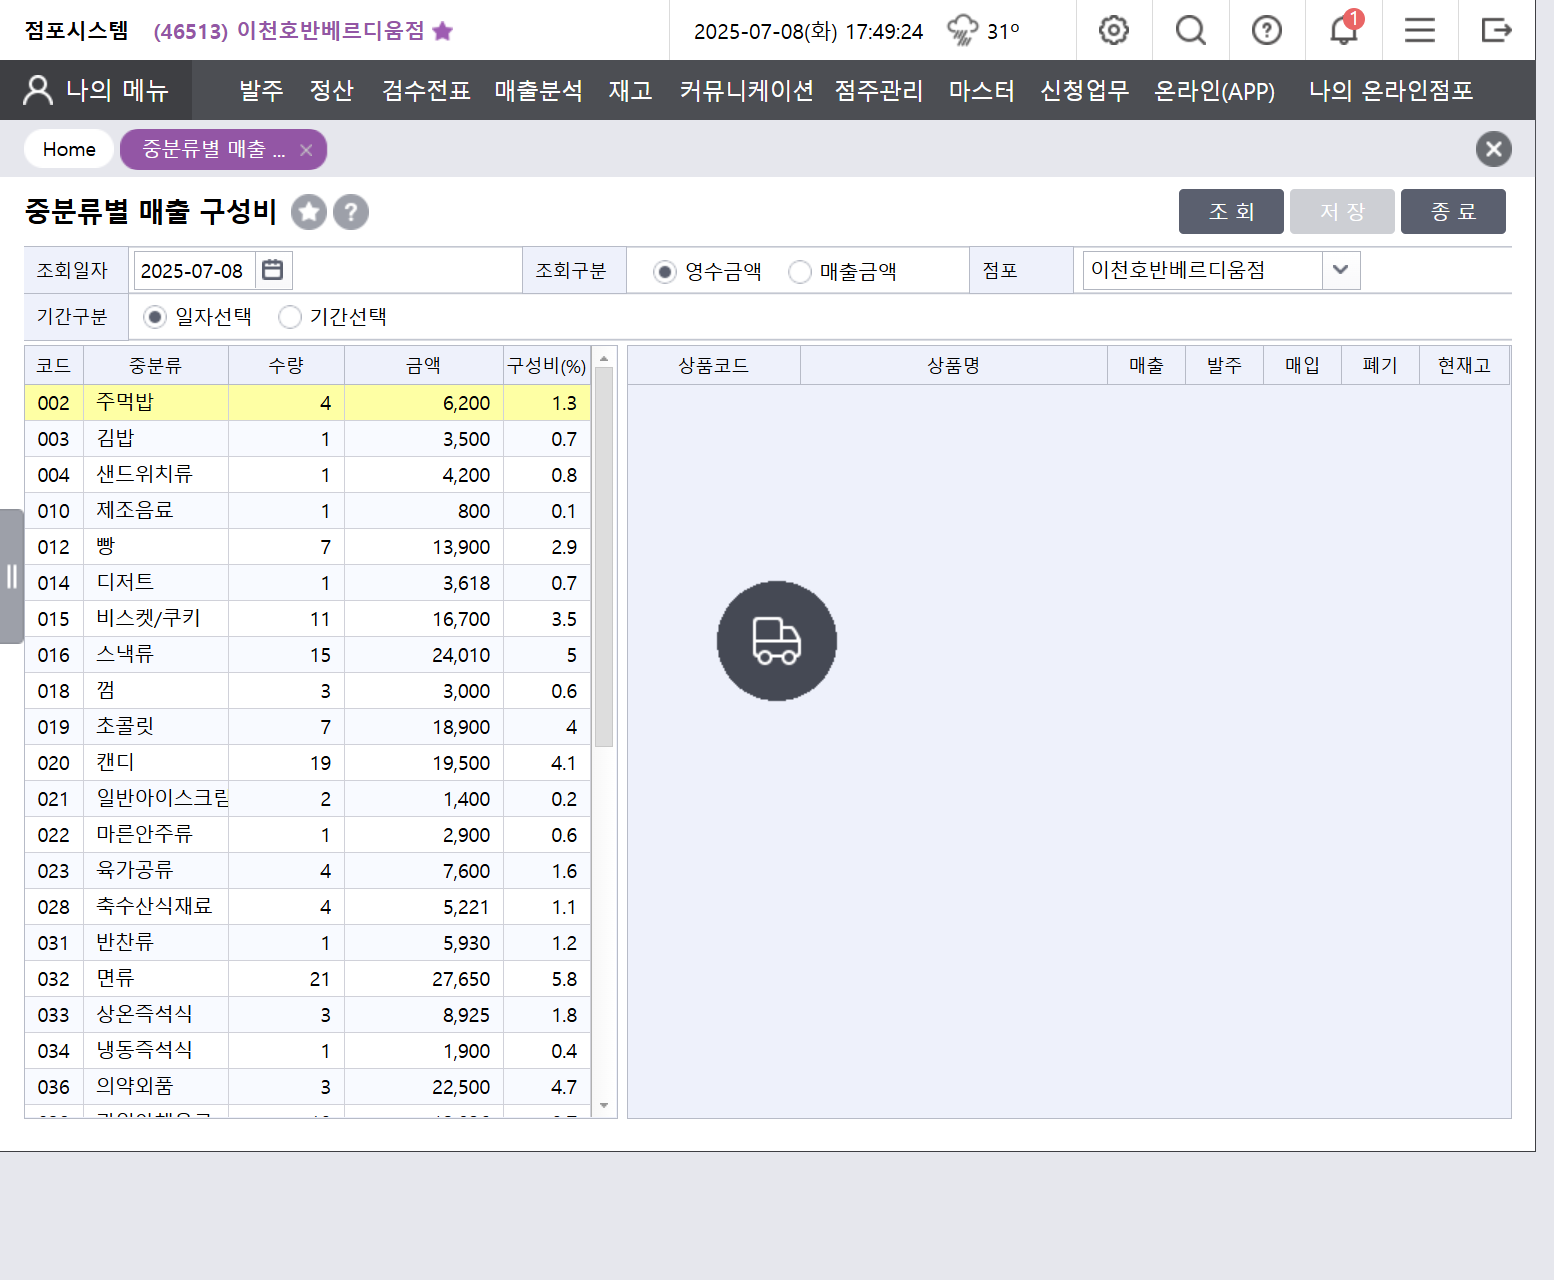 점포시스템 (46513) 이천호반베르디움점 2025-07-08(화) 17:49:24 31° 1
나의 메뉴 발주 정산 검수전표 매출분석 재고 커뮤니케이션 점주관리 마스터 신청업무 온라인(APP) 나의 온라인점포
Home 중분류별 매출 ...
중분류별 매출 구성비 조 회 저 장 종 료
조회일자 2025-07-08 조회구분 영수금액 매출금액 점포 이천호반베르디움점
기간구분 일자선택 기간선택
코드 중분류 수량 금액 구성비(%) 상품코드 상품명 매출 발주 매입 폐기 현재고
002 주먹밥 4 6,200 1.3
003 김밥 1 3,500 0.7
004 샌드위치류 1 4,200 0.8
010 제조음료 1 800 0.1
012 빵 7 13,900 2.9
014 디저트 1 3,618 0.7
015 비스켓/쿠키 11 16,700 3.5
016 스낵류 15 24,010 5
018 껌 3 3,000 0.6
019 초콜릿 7 18,900 4
020 캔디 19 19,500 4.1
021 일반아이스크림 2 1,400 0.2
022 마른안주류 1 2,900 0.6
023 육가공류 4 7,600 1.6
028 축수산식재료 4 5,221 1.1
031 반찬류 1 5,930 1.2
032 면류 21 27,650 5.8
033 상온즉석식 3 8,925 1.8
034 냉동즉석식 1 1,900 0.4
036 의약외품 3 22,500 4.7